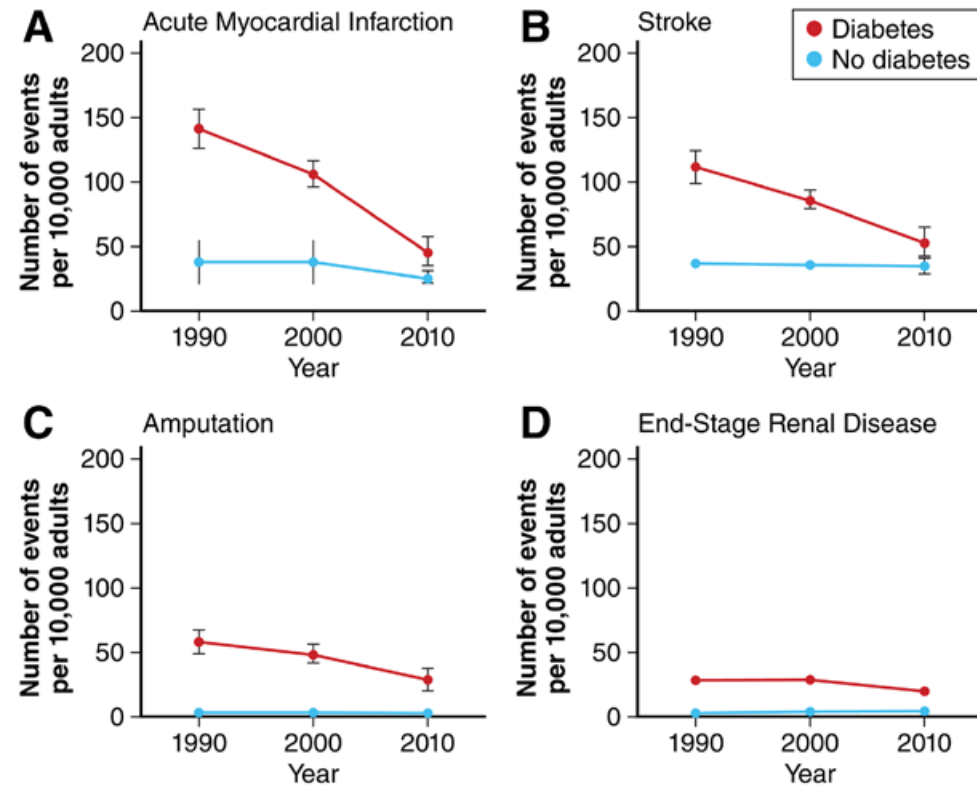 A
Acute Myocardial Infarction
Number of events
per 10,000 adults
200
150
100
50
0
1990
2000
2010
Year
B
Stroke
Diabetes
No diabetes
Number of events
per 10,000 adults
200
150
100
50
0
1990
2000
2010
Year
C
Amputation
Number of events
per 10,000 adults
200
150
100
50
0
1990
2000
2010
Year
D
End-Stage Renal Disease
Number of events
per 10,000 adults
200
150
100
50
0
1990
2000
2010
Year